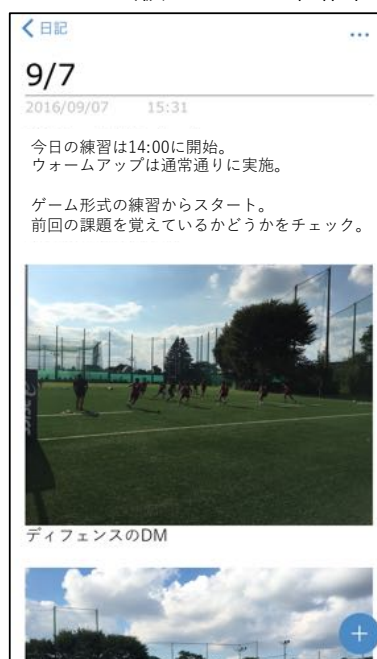 日記
...
9/7
2016/09/07 15:31
今日の練習は14:00に開始。
ウォームアップは通常通りに実施。
ゲーム形式の練習からスタート。
前回の課題を覚えているかどうかをチェック。
ディフェンスのDM